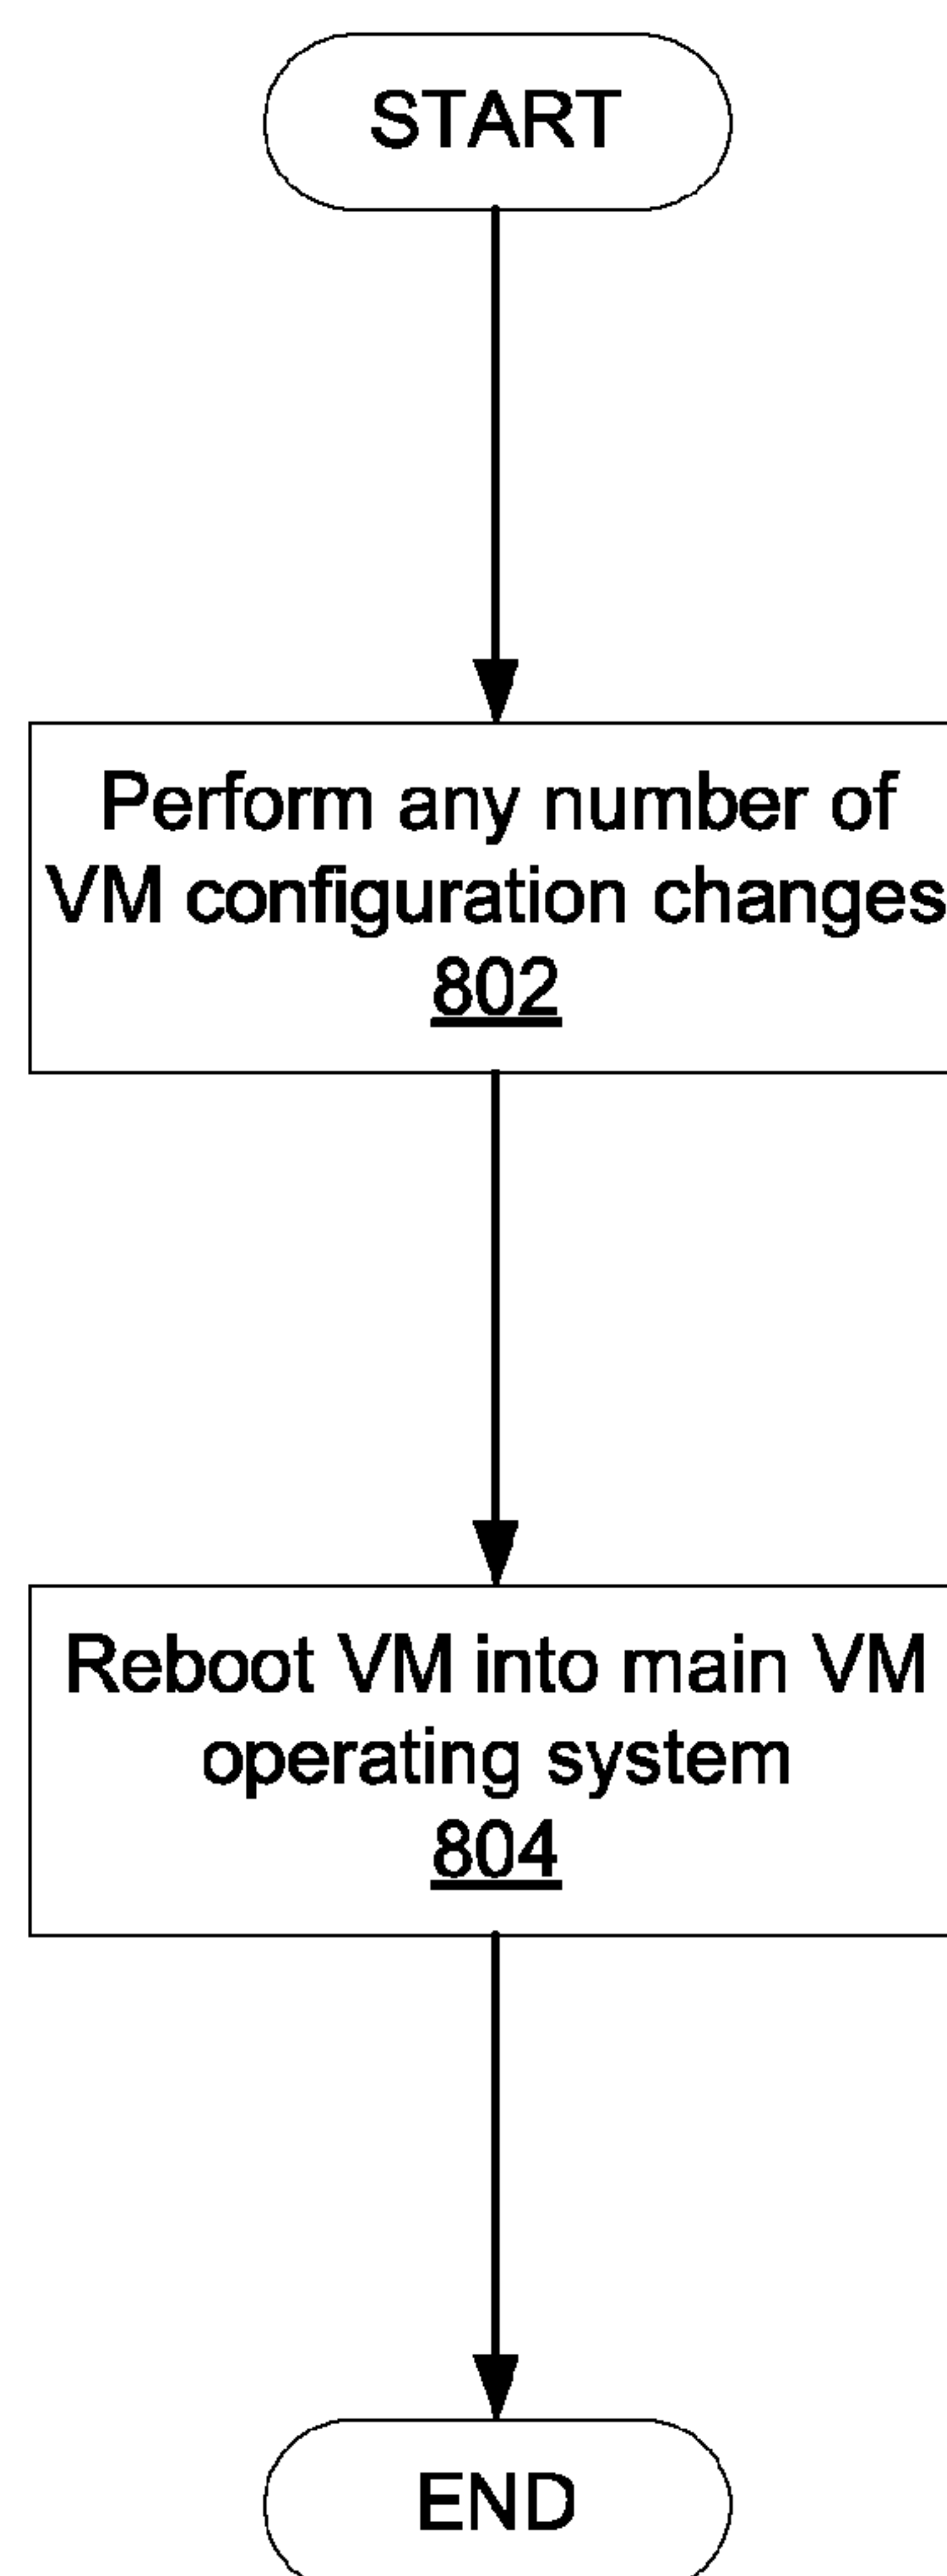 START
Perform any number of
VM configuration changes
802
Reboot VM into main VM
operating system
804
END